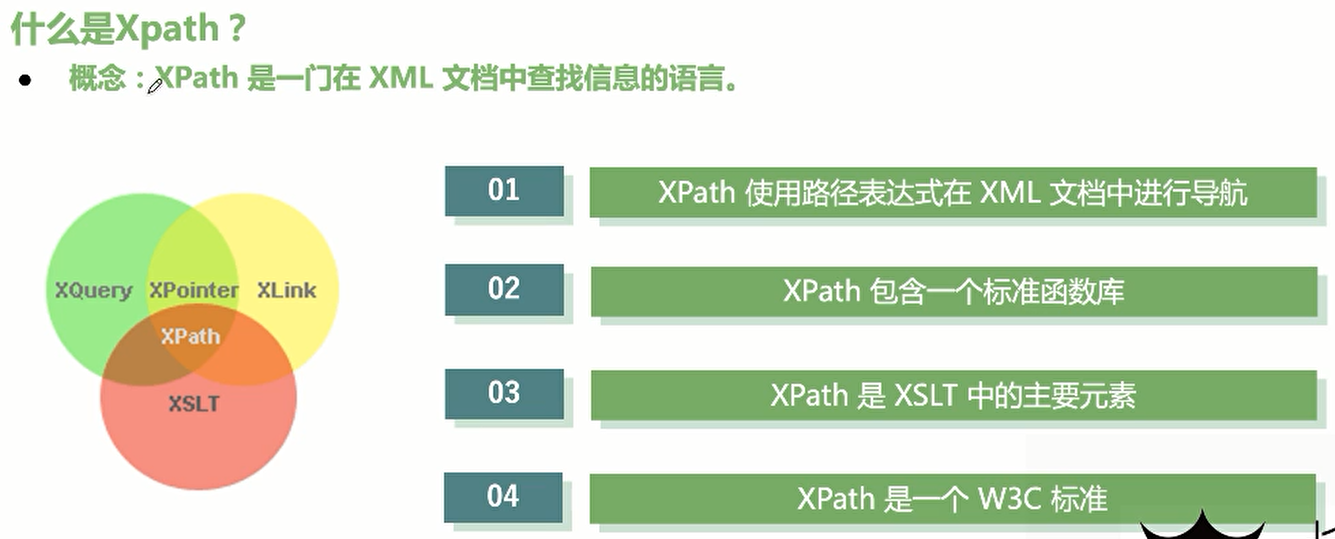 什么是Xpath？
概念：XPath 是一门在 XML 文档中查找信息的语言。
XQuery
XPointer
XLink
XPath
XSLT
01
XPath 使用路径表达式在 XML 文档中进行导航
02
XPath 包含一个标准函数库
03
XPath 是 XSLT 中的主要元素
04
XPath 是一个 W3C 标准